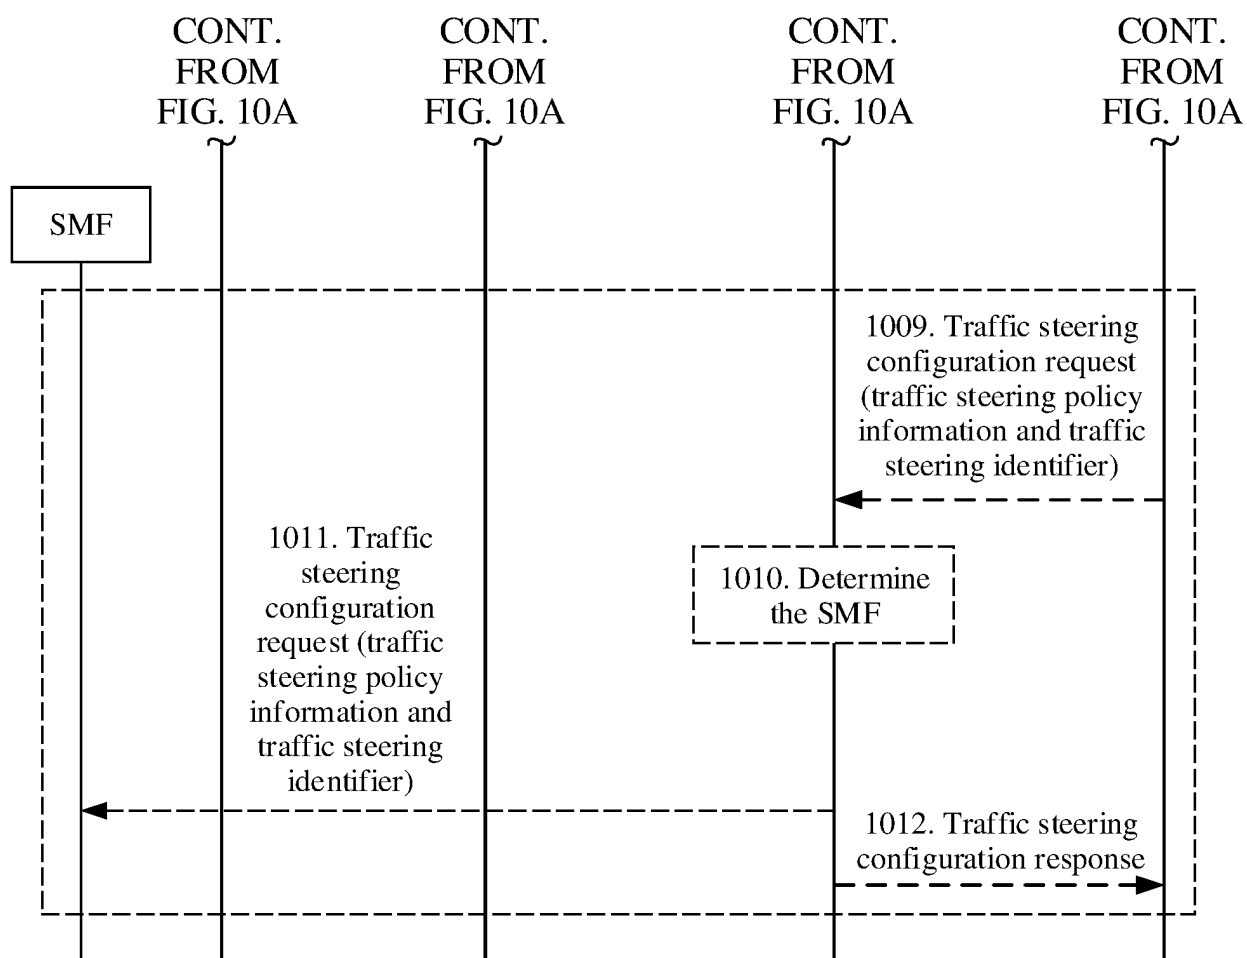 CONT.
FROM
FIG. 10A
CONT.
FROM
FIG. 10A
CONT.
FROM
FIG. 10A
CONT.
FROM
FIG. 10A
SMF
1009. Traffic steering
configuration request
(traffic steering policy
information and traffic
steering identifier)
1010. Determine
the SMF
1011. Traffic
steering
configuration
request (traffic
steering policy
information and
traffic steering
identifier)
1012. Traffic steering
configuration response